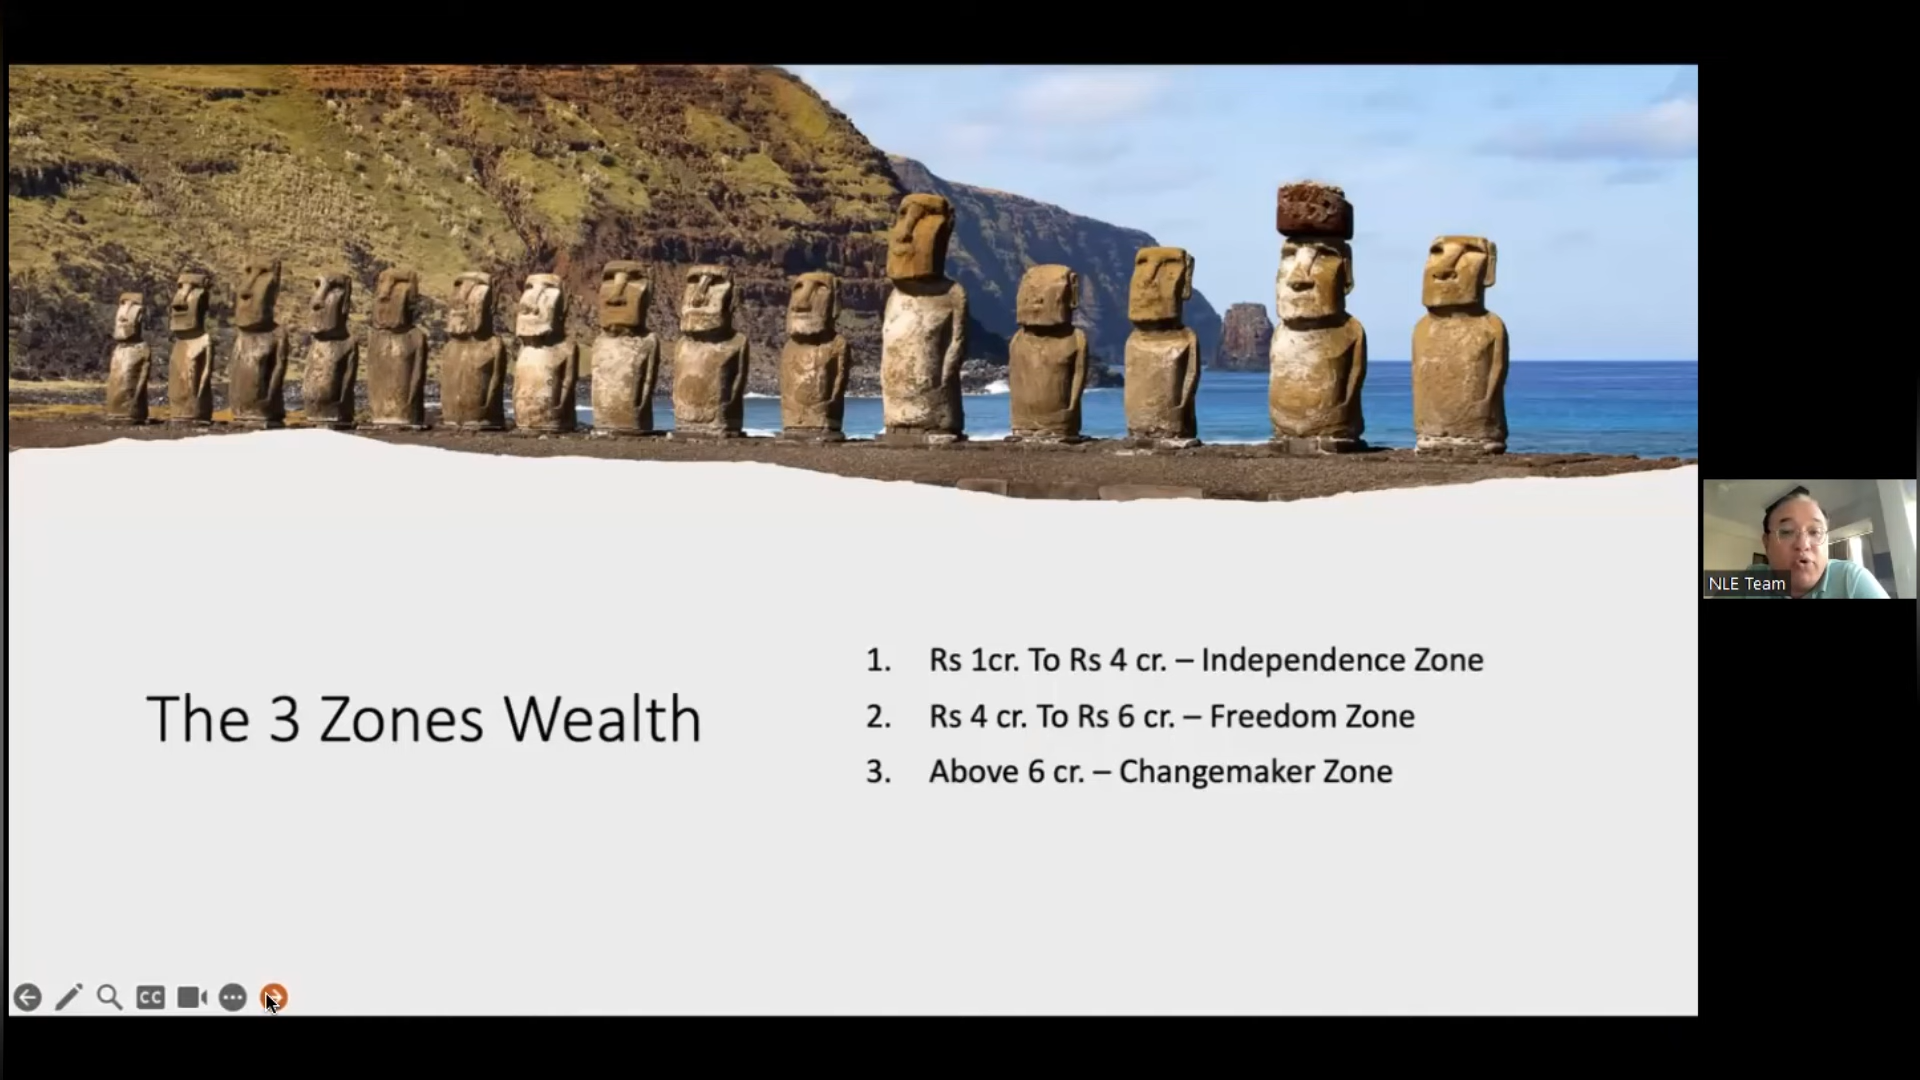 The 3 Zones Wealth
1. Rs 1cr. To Rs 4 cr. – Independence Zone
2. Rs 4 cr. To Rs 6 cr. – Freedom Zone
3. Above 6 cr. – Changemaker Zone
NLE Team
CC